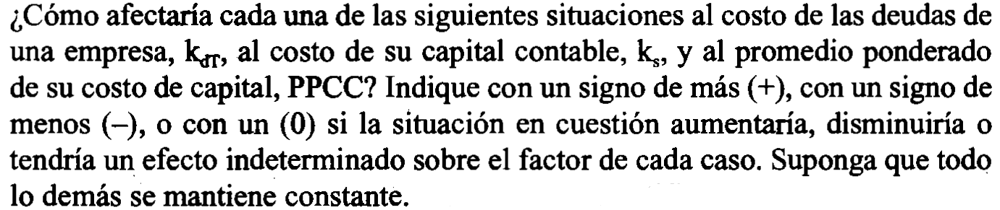 ¿Cómo afectaría cada una de las siguientes situaciones al costo de las deudas de
una empresa, k_dT, al costo de su capital contable, k_s, y al promedio ponderado
de su costo de capital, PPCC? Indique con un signo de más (+), con un signo de
menos (–), o con un (0) si la situación en cuestión aumentaría, disminuiría o
tendría un efecto indeterminado sobre el factor de cada caso. Suponga que todo
lo demás se mantiene constante.